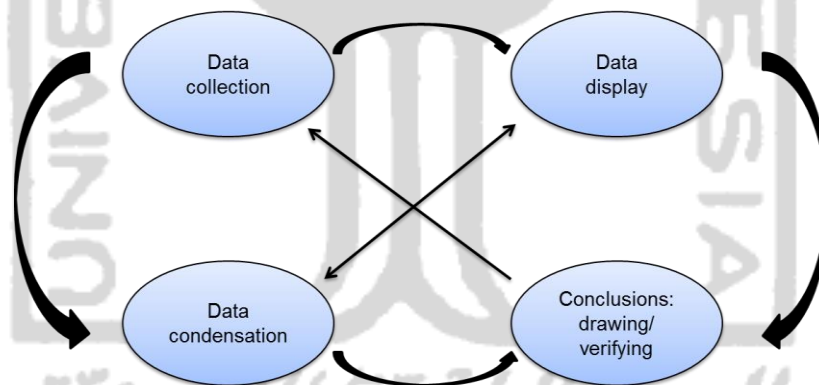 Data
collection
Data
display
Data
condensation
Conclusions:
drawing/
verifying